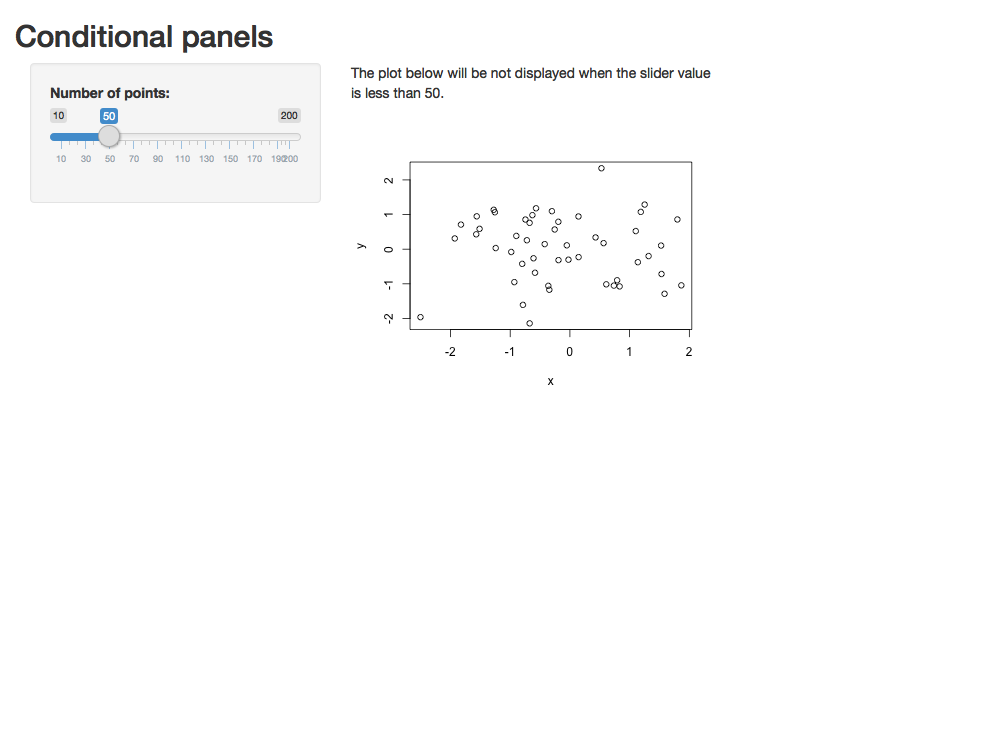 Conditional panels
Number of points:
10 50 200
10 30 50 70 90 110 130 150 170 190 200
The plot below will be not displayed when the slider value
is less than 50.
2
1
0
-1
-2
y
-2 -1 0 1 2
x